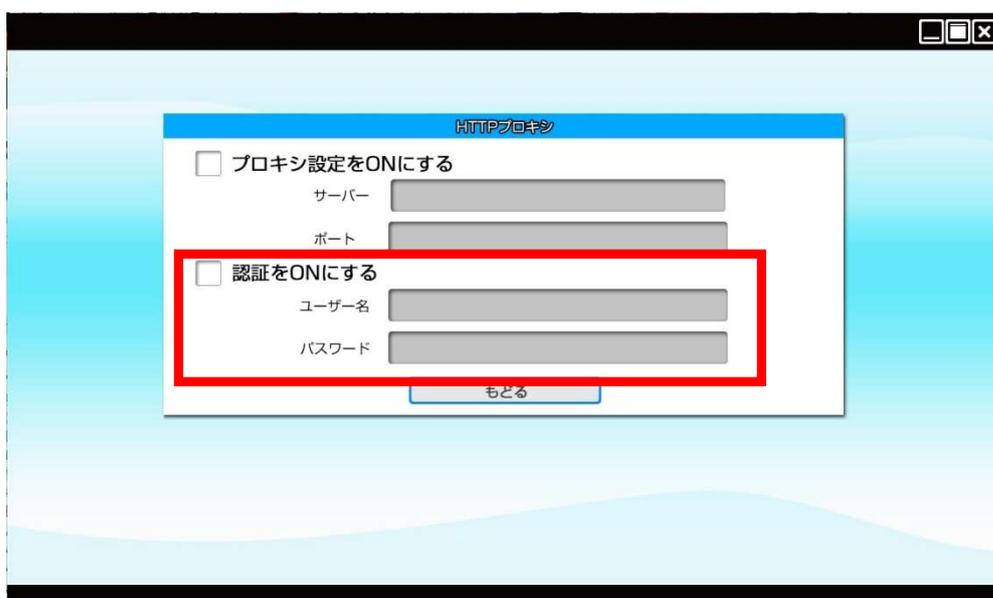 HTTPプロキシ
プロキシ設定をONにする
サーバー
ポート
認証をONにする
ユーザー名
パスワード
もどる